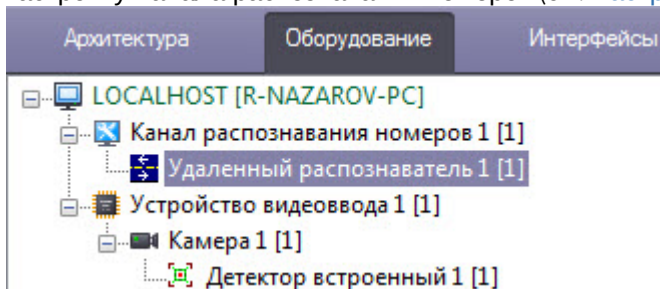 Архитектура Оборудование Интерфейсы
LOCALHOST [R-NAZAROV-PC]
Канал распознавания номеров 1 [1]
Удаленный распознаватель 1 [1]
Устройство видеоввода 1 [1]
Камера 1 [1]
Детектор встроенный 1 [1]